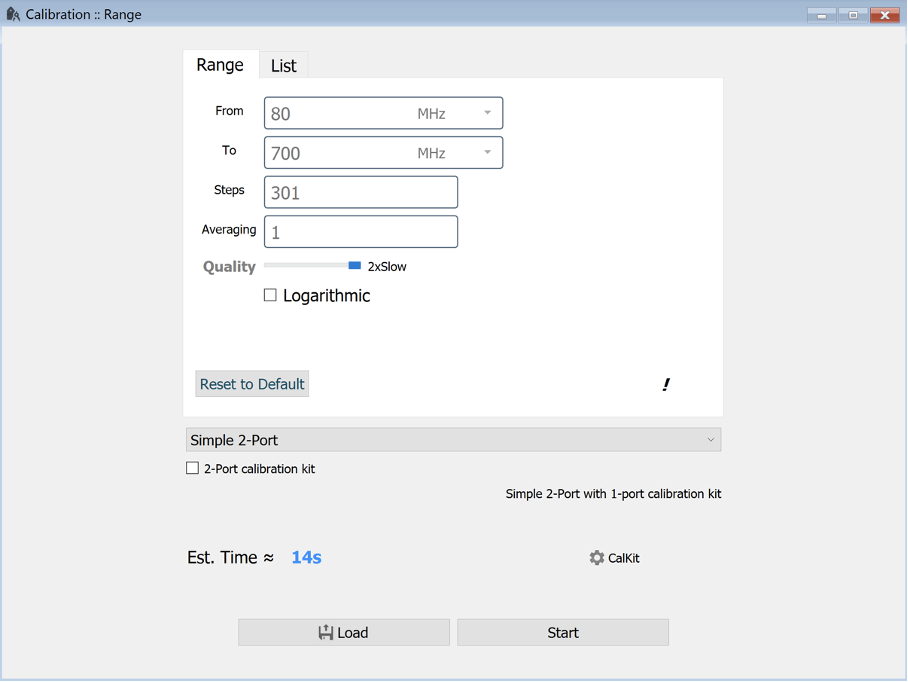 Calibration :: Range
Range List
From 80 MHz
To 700 MHz
Steps 301
Averaging 1
Quality 2xSlow
Logarithmic
Reset to Default !
Simple 2-Port
2-Port calibration kit
Simple 2-Port with 1-port calibration kit
Est. Time ≈ 14s CalKit
Load Start